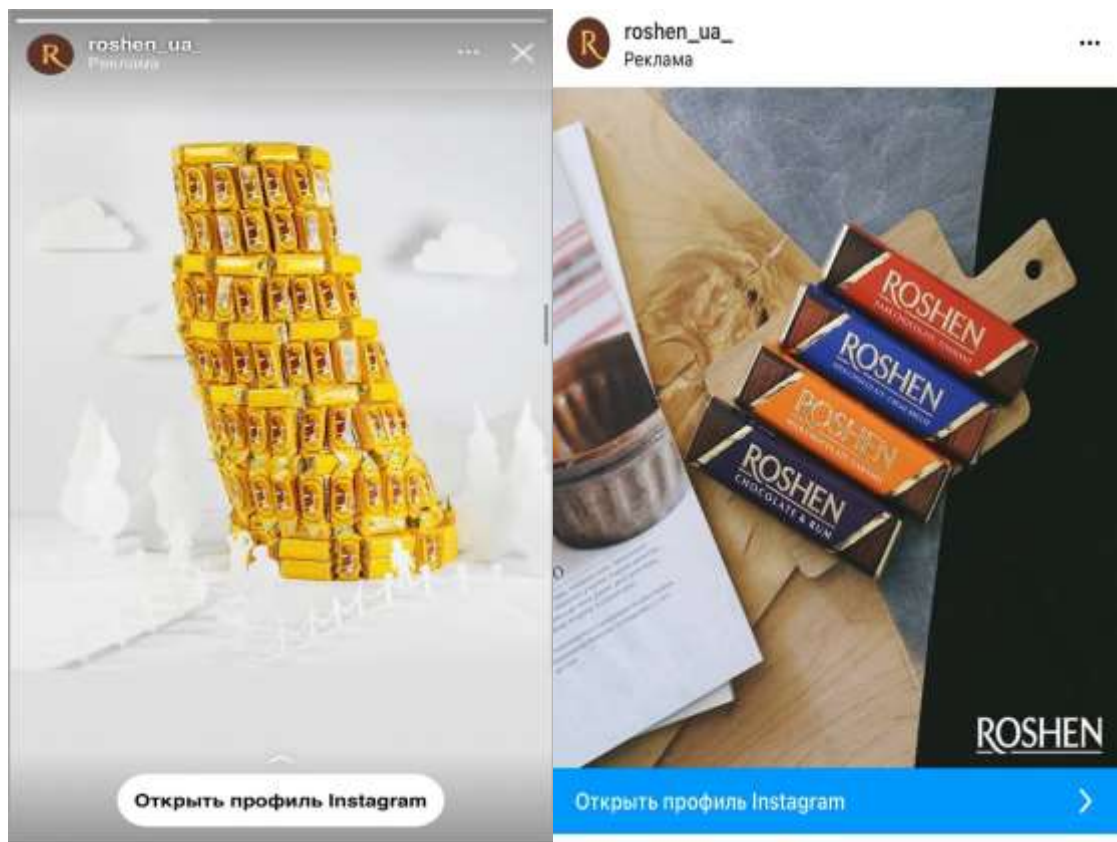 roshen_ua_
Реклама
Открыть профиль Instagram
roshen_ua_
Реклама
ROSHEN
ROSHEN
ROSHEN
ROSHEN
CHOCOLATE & RUM
ROSHEN
Открыть профиль Instagram